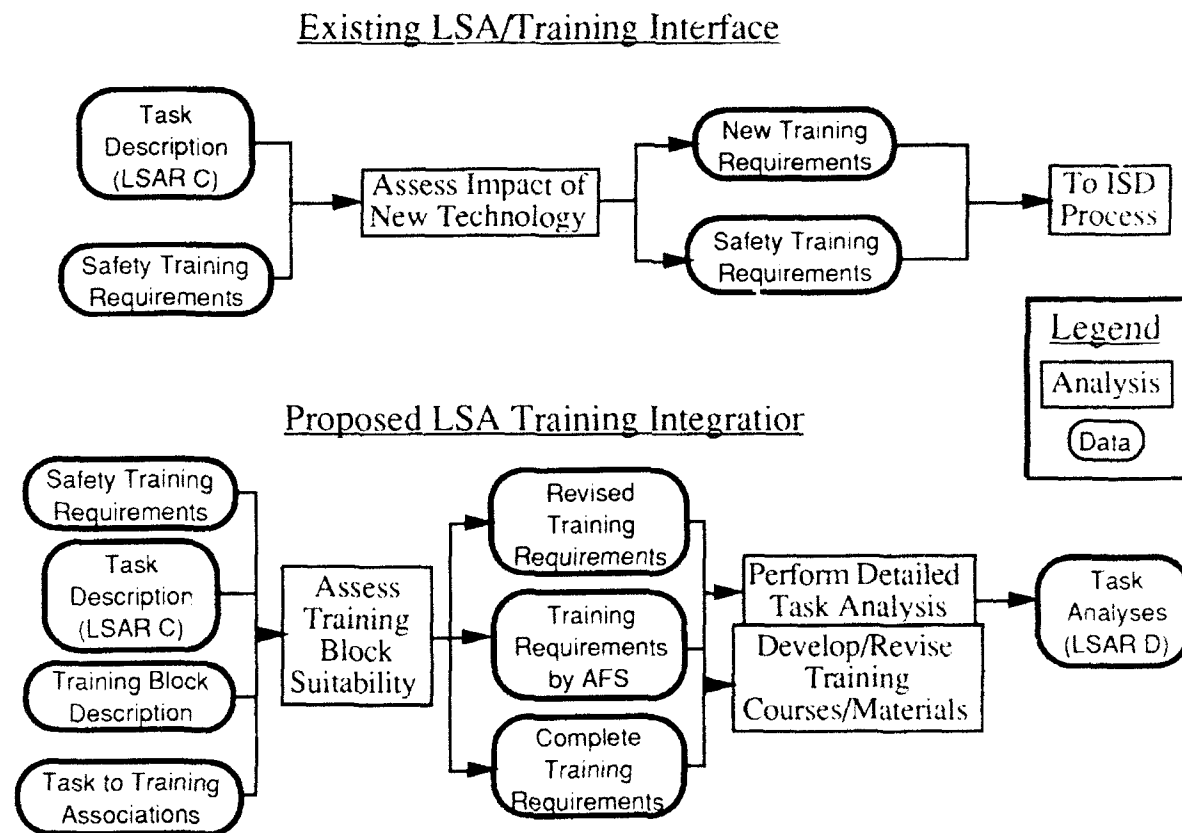 Existing LSA/Training Interface
Task
Description
(LSAR C)
Safety Training
Requirements
Assess Impact of
New Technology
New Training
Requirements
Safety Training
Requirements
To ISD
Process
Legend
Analysis
Data
Proposed LSA Training Integration
Safety Training
Requirements
Task
Description
(LSAR C)
Training Block
Description
Task to Training
Associations
Assess
Training
Block
Suitability
Revised
Training
Requirements
Training
Requirements
by AFS
Complete
Training
Requirements
Perform Detailed
Task Analysis
Develop/Revise
Training
Courses/Materials
Task
Analyses
(LSAR D)